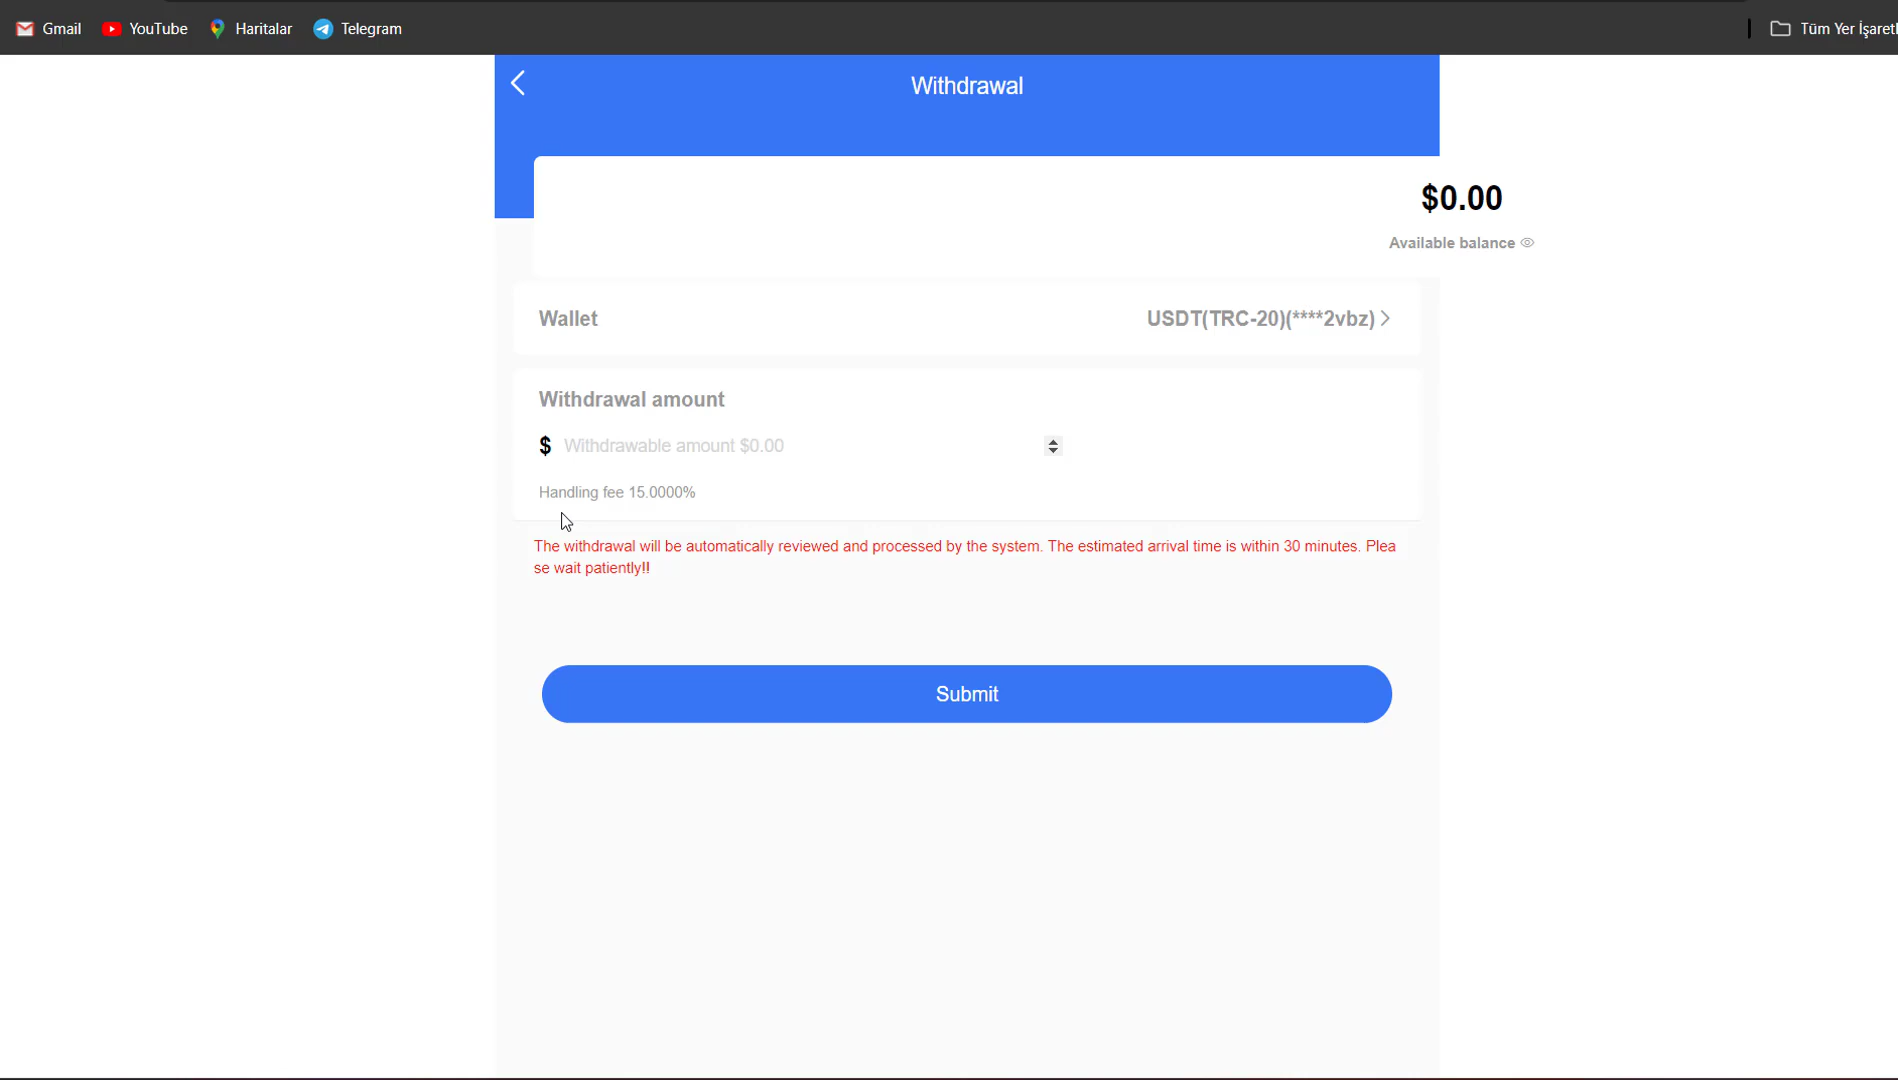 Gmail YouTube Haritalar Telegram Tüm Yer İşaretl
Withdrawal
$0.00
Available balance
Wallet USDT(TRC-20)(****2vbz)
Withdrawal amount
$ Withdrawable amount $0.00
Handling fee 15.0000%
The withdrawal will be automatically reviewed and processed by the system. The estimated arrival time is within 30 minutes. Plea
se wait patiently!!
Submit